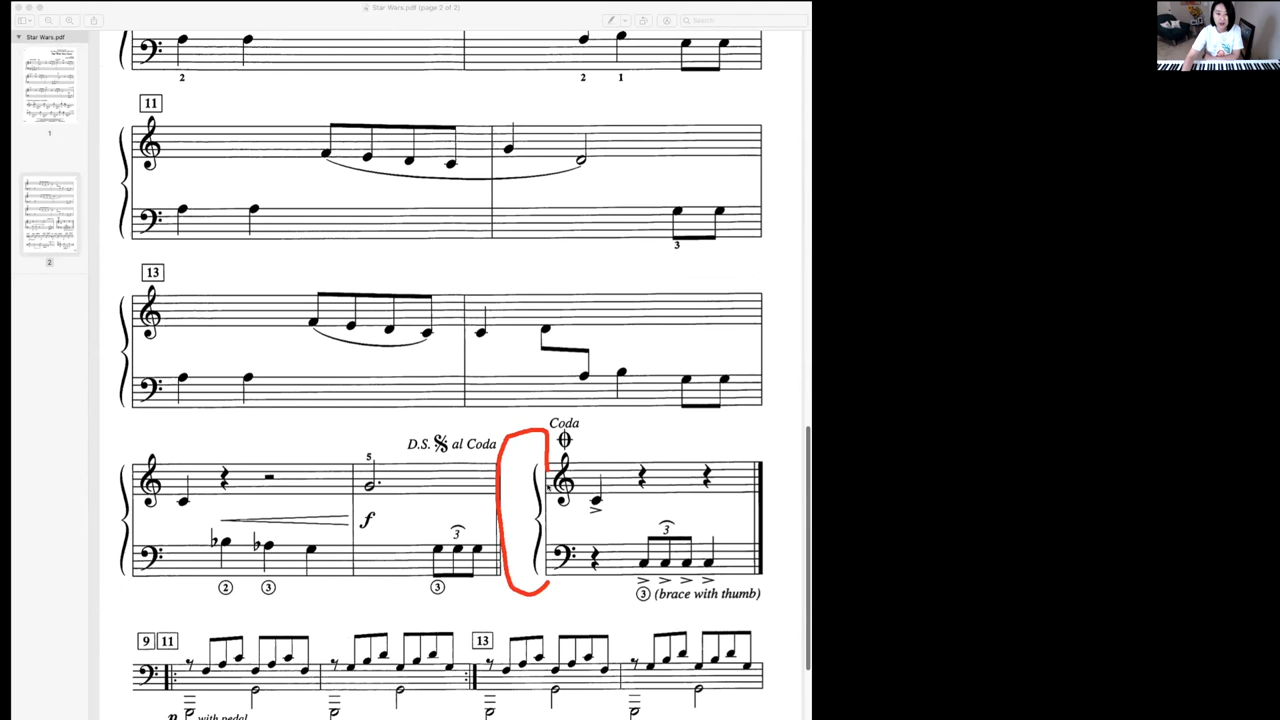 Star Wars.pdf (page 2 of 2)
Search
Star Wars.pdf
1
2
2
2
1
11
3
13
Coda
D.S. al Coda
5
f
3
3
2
3
3
3 (brace with thumb)
9 11
13
p with pedal